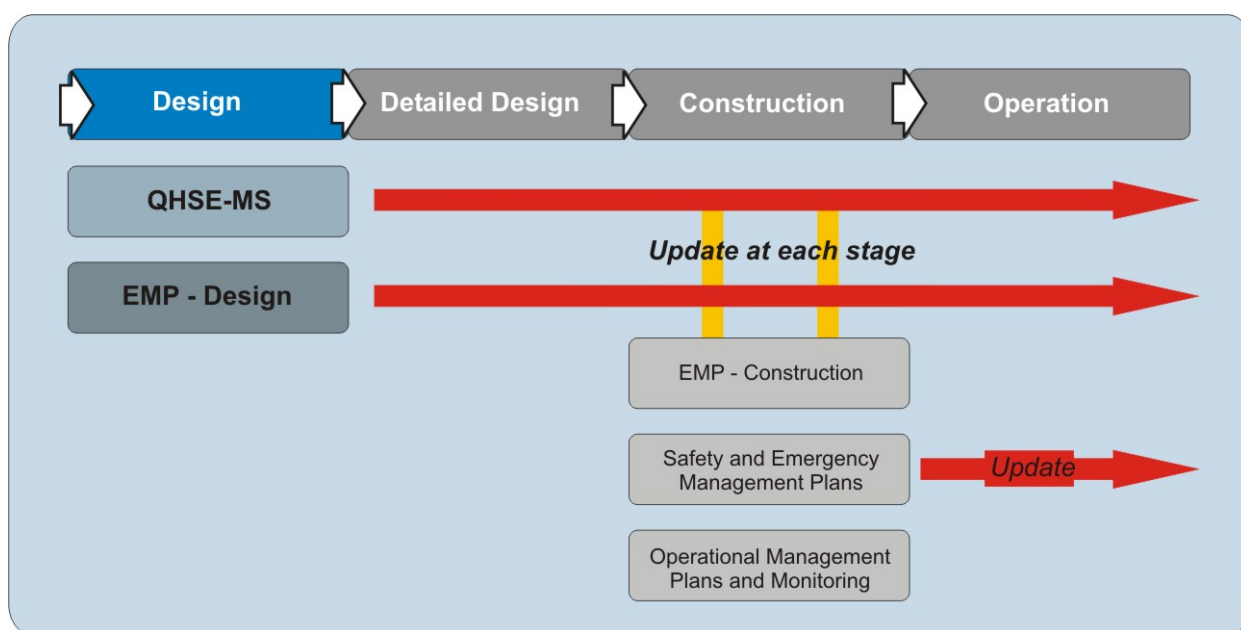 Design
Detailed Design
Construction
Operation
QHSE-MS
Update at each stage
EMP - Design
EMP - Construction
Safety and Emergency
Management Plans
Update
Operational Management
Plans and Monitoring